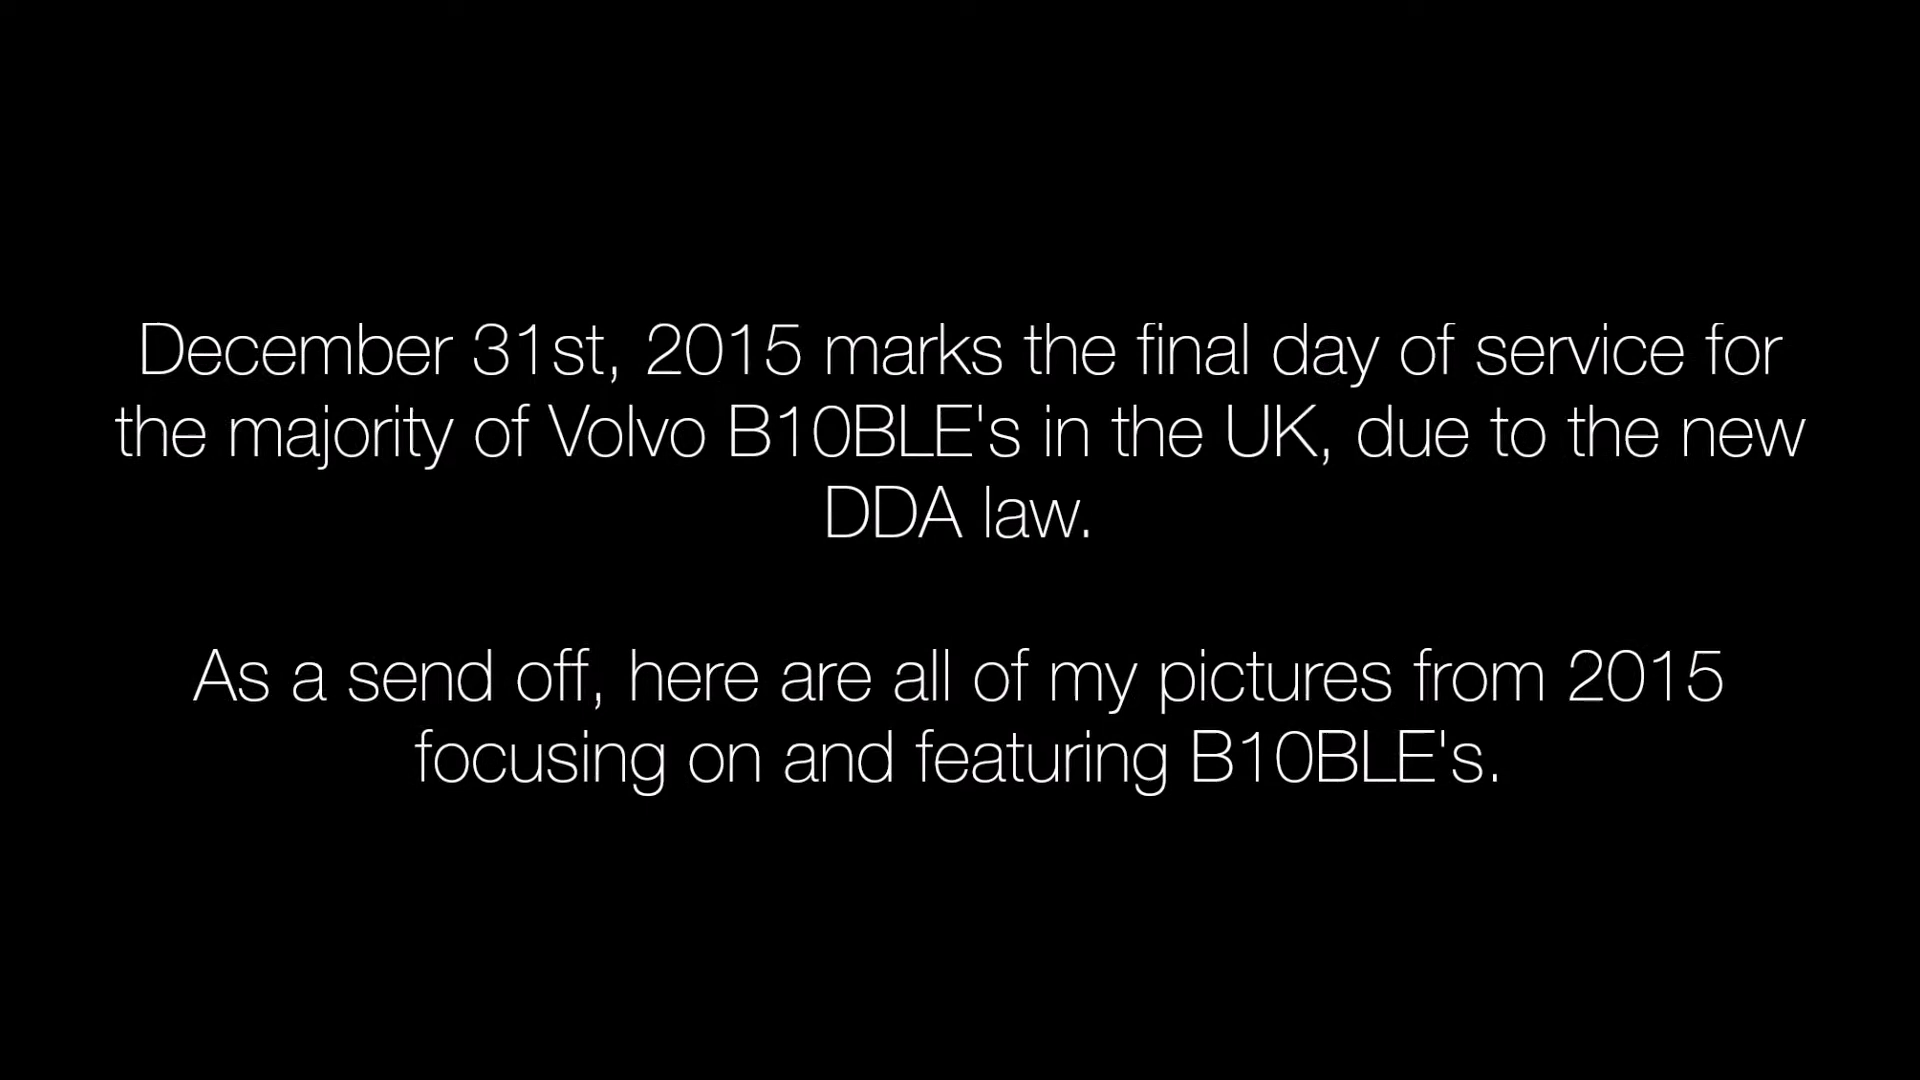 December 31st, 2015 marks the final day of service for
the majority of Volvo B10BLE's in the UK, due to the new
DDA law.
As a send off, here are all of my pictures from 2015
focusing on and featuring B10BLE's.